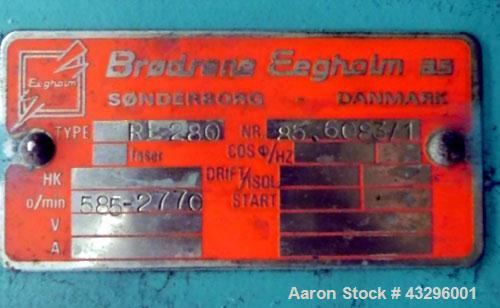 Eegholm
Brødrene Eegholm as
SØNDERBORG DANMARK
TYPE RE 280 NR. 85.6083/1
faser COS φ/HZ
HK DRIFT/ISOL
o/min 585-2770 START
V
A
Aaron Stock # 43296001